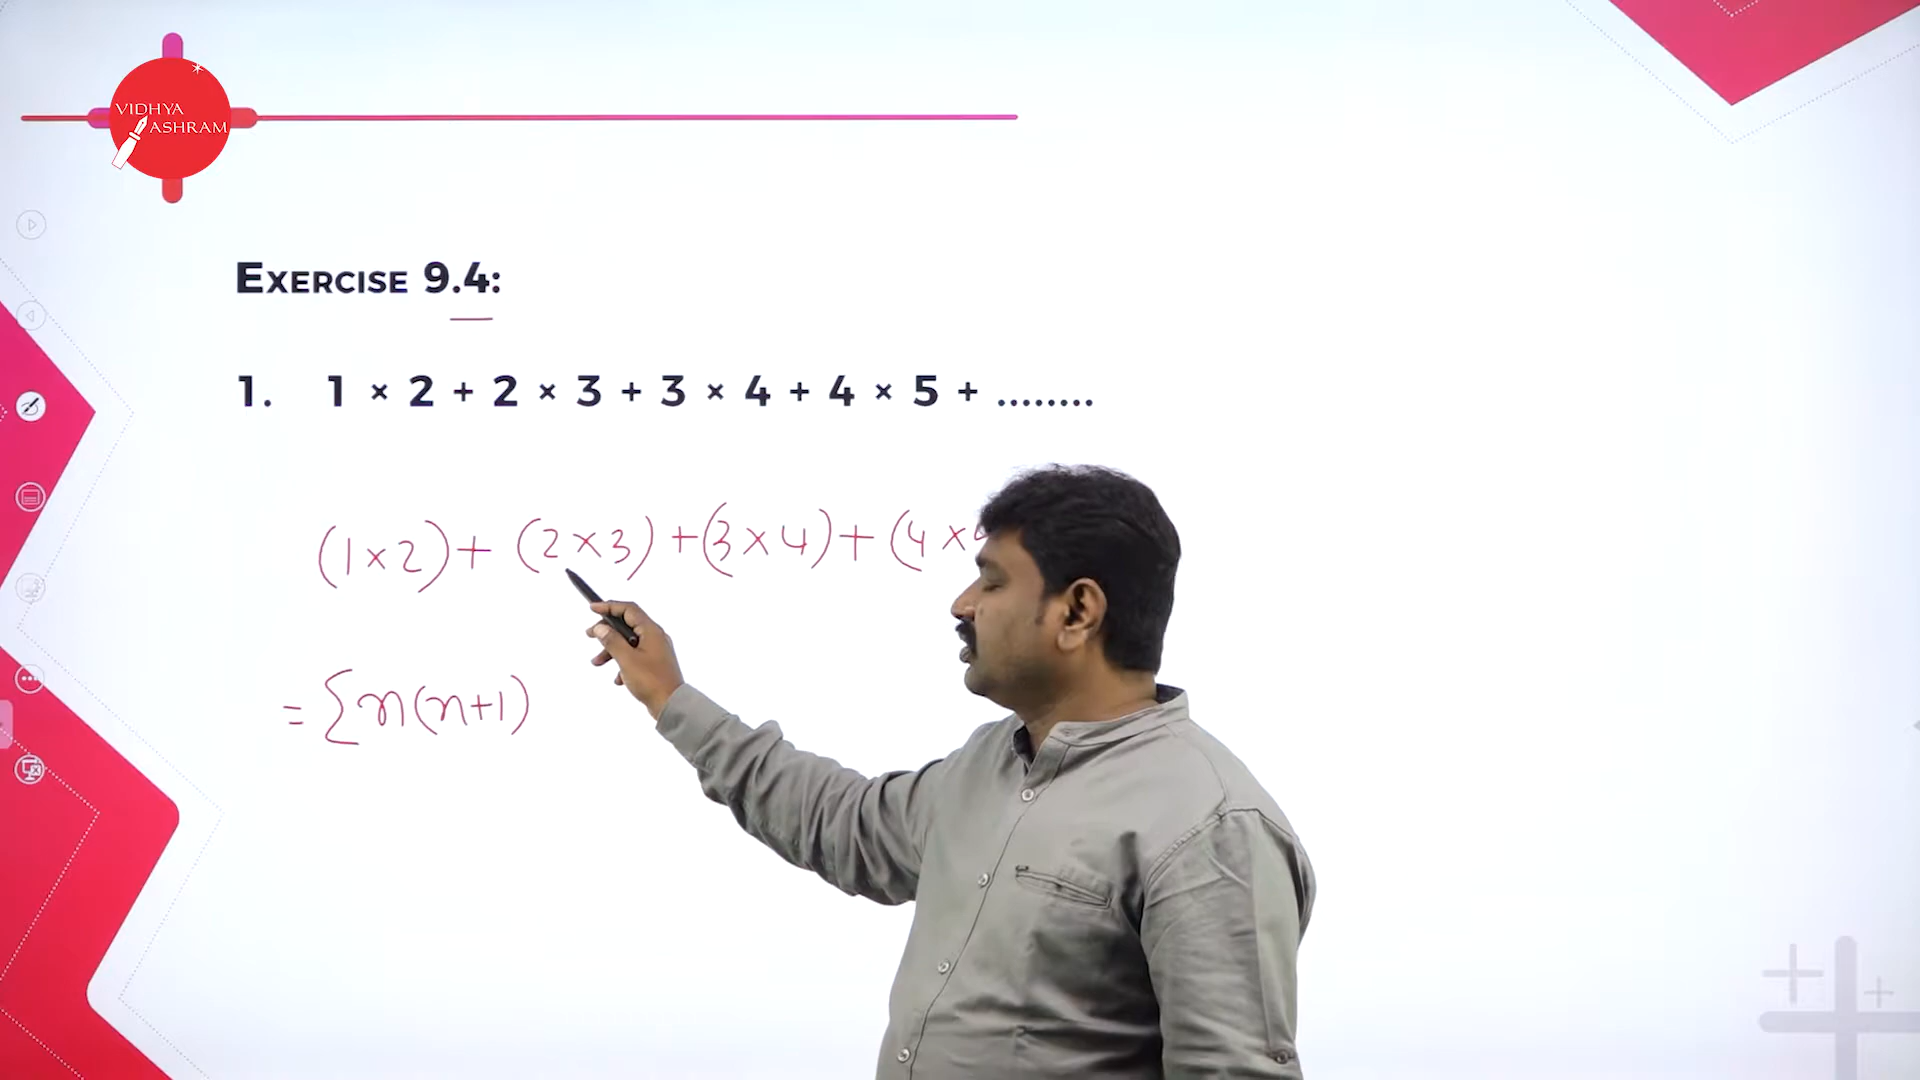 VIDHYA
ASHRAM
EXERCISE 9.4:
1. 1 × 2 + 2 × 3 + 3 × 4 + 4 × 5 + ........
(1×2)+ (2×3) +(3×4)+ (4×
= Σn(n+1)